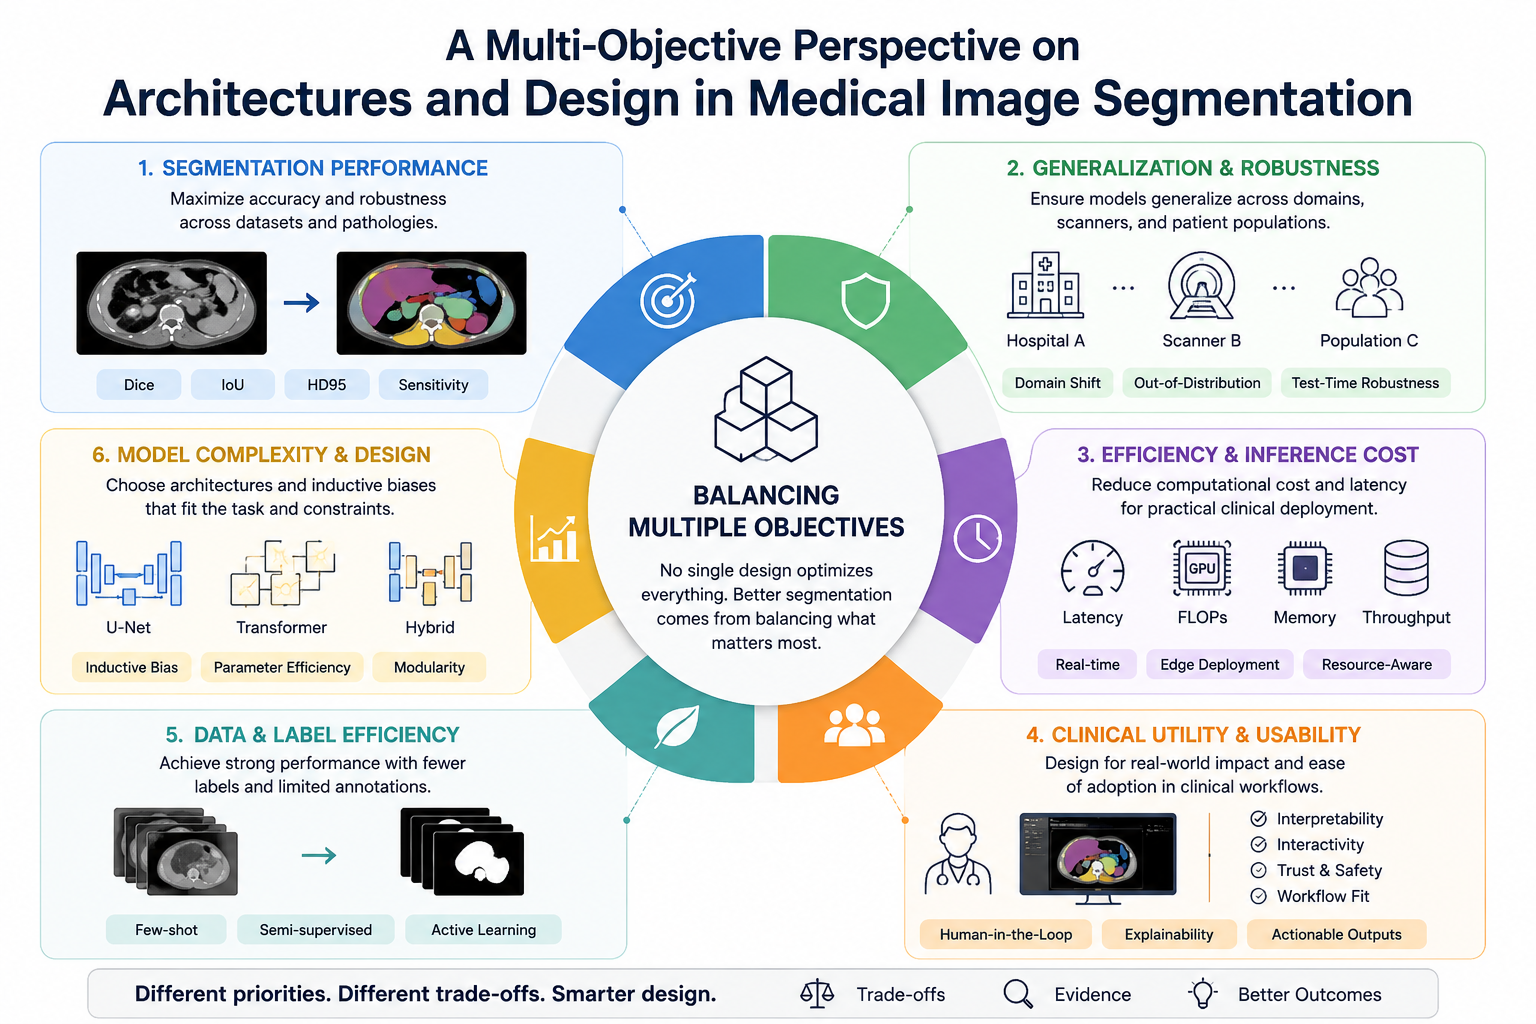 A Multi-Objective Perspective on
Architectures and Design in Medical Image Segmentation
1. SEGMENTATION PERFORMANCE
Maximize accuracy and robustness
across datasets and pathologies.
Dice
IoU
HD95
Sensitivity
2. GENERALIZATION & ROBUSTNESS
Ensure models generalize across domains,
scanners, and patient populations.
Hospital A
...
Scanner B
...
Population C
Domain Shift
Out-of-Distribution
Test-Time Robustness
BALANCING
MULTIPLE OBJECTIVES
No single design optimizes
everything. Better segmentation
comes from balancing what
matters most.
6. MODEL COMPLEXITY & DESIGN
Choose architectures and inductive biases
that fit the task and constraints.
U-Net
Transformer
Hybrid
Inductive Bias
Parameter Efficiency
Modularity
3. EFFICIENCY & INFERENCE COST
Reduce computational cost and latency
for practical clinical deployment.
GPU
Latency
FLOPs
Memory
Throughput
Real-time
Edge Deployment
Resource-Aware
5. DATA & LABEL EFFICIENCY
Achieve strong performance with fewer
labels and limited annotations.
Few-shot
Semi-supervised
Active Learning
4. CLINICAL UTILITY & USABILITY
Design for real-world impact and ease
of adoption in clinical workflows.
Interpretability
Interactivity
Trust & Safety
Workflow Fit
Human-in-the-Loop
Explainability
Actionable Outputs
Different priorities. Different trade-offs. Smarter design.
Trade-offs
Evidence
Better Outcomes